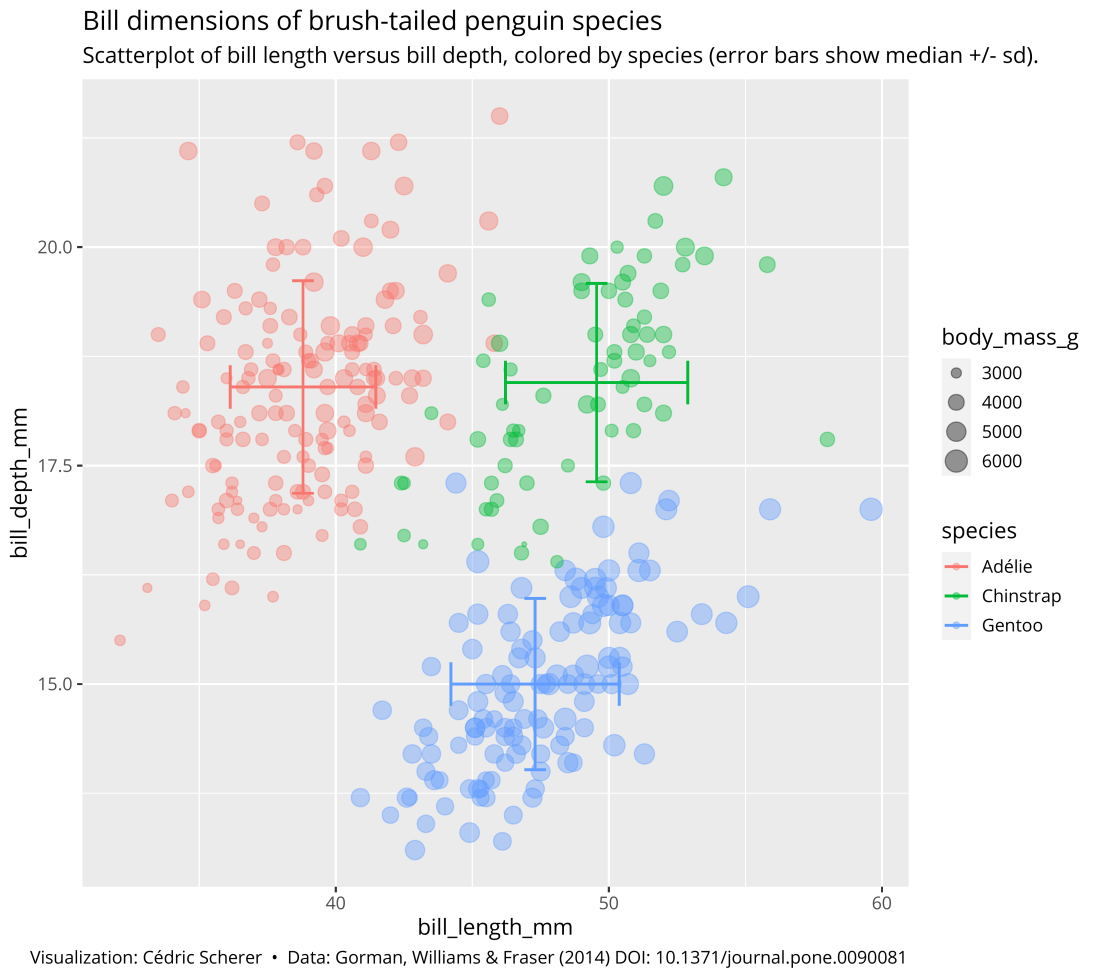 Bill dimensions of brush-tailed penguin species
Scatterplot of bill length versus bill depth, colored by species (error bars show median +/- sd).
bill_depth_mm
20.0
17.5
15.0
40
50
60
bill_length_mm
body_mass_g
3000
4000
5000
6000
species
Adélie
Chinstrap
Gentoo
Visualization: Cédric Scherer • Data: Gorman, Williams & Fraser (2014) DOI: 10.1371/journal.pone.0090081